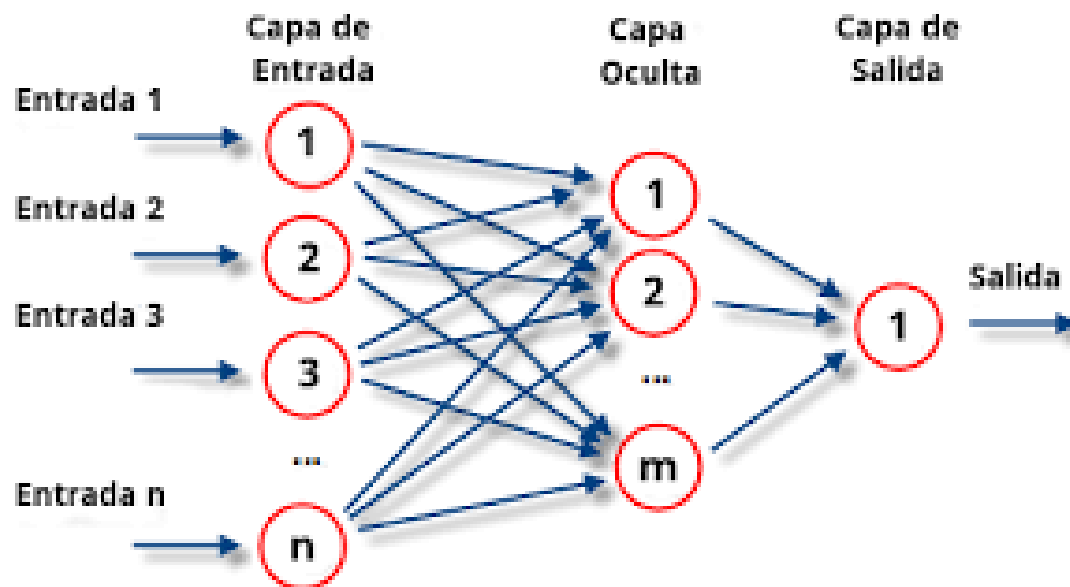 Capa de
Entrada
Capa
Oculta
Capa de
Salida
Entrada 1
1
Entrada 2
2
Entrada 3
3
...
Entrada n
n
1
2
...
m
1
Salida